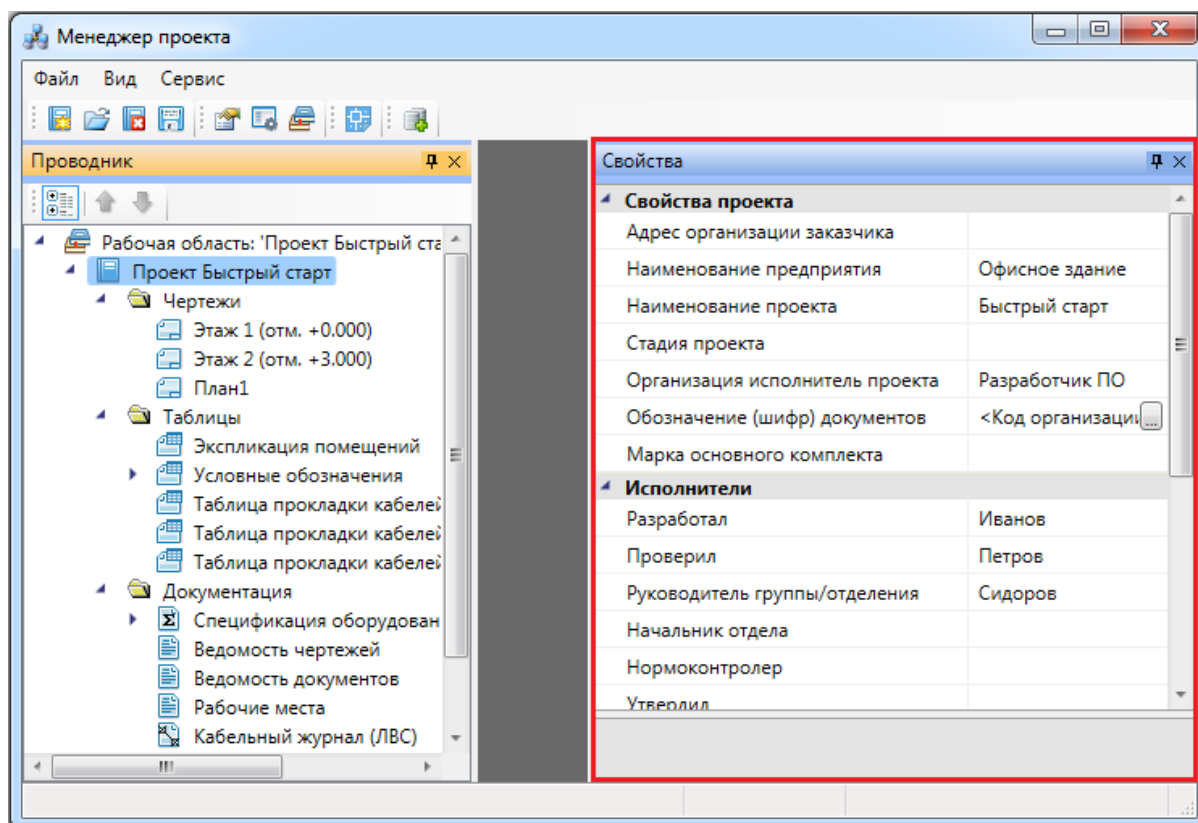 Менеджер проекта
Файл Вид Сервис
Проводник
Рабочая область: 'Проект Быстрый ста
Проект Быстрый старт
Чертежи
Этаж 1 (отм. +0.000)
Этаж 2 (отм. +3.000)
План1
Таблицы
Экспликация помещений
Условные обозначения
Таблица прокладки кабелей
Таблица прокладки кабелей
Таблица прокладки кабелей
Документация
Спецификация оборудован
Ведомость чертежей
Ведомость документов
Рабочие места
Кабельный журнал (ЛВС)
Свойства
Свойства проекта
Адрес организации заказчика
Наименование предприятия Офисное здание
Наименование проекта Быстрый старт
Стадия проекта
Организация исполнитель проекта Разработчик ПО
Обозначение (шифр) документов <Код организации ...
Марка основного комплекта
Исполнители
Разработал Иванов
Проверил Петров
Руководитель группы/отделения Сидоров
Начальник отдела
Нормоконтролер
Утвердил